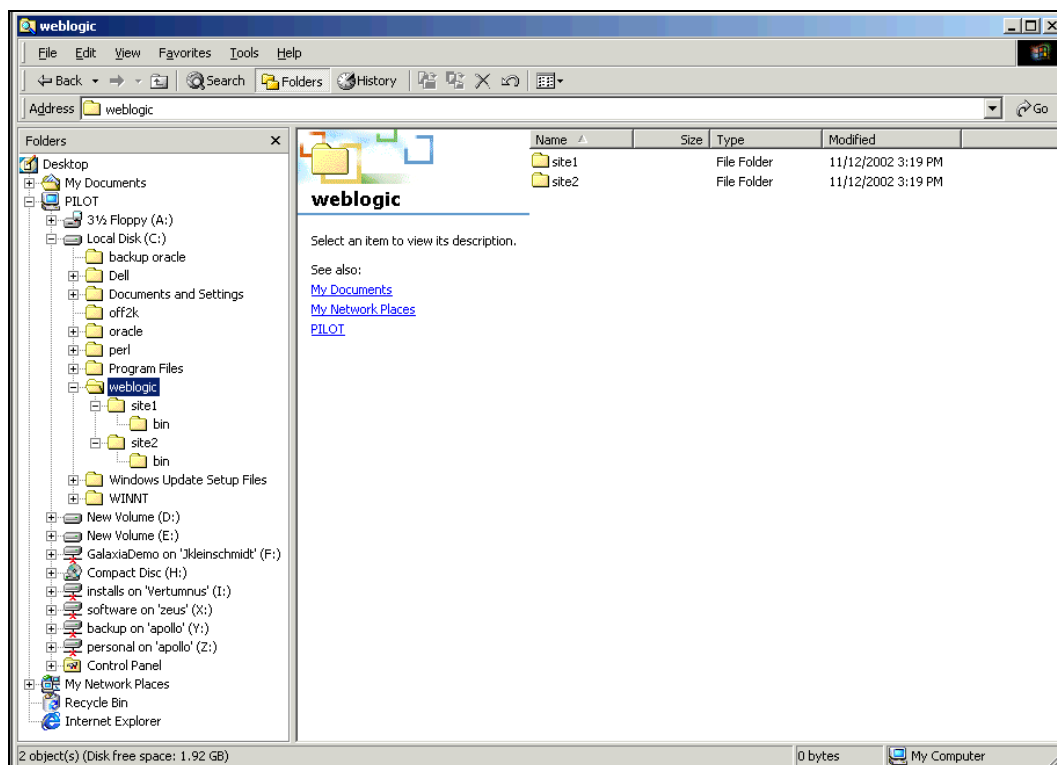 weblogic
File Edit View Favorites Tools Help
Back Search Folders History
Address weblogic Go
Folders
Desktop
My Documents
PILOT
3½ Floppy (A:)
Local Disk (C:)
backup oracle
Dell
Documents and Settings
off2k
oracle
perl
Program Files
weblogic
site1
bin
site2
bin
Windows Update Setup Files
WINNT
New Volume (D:)
New Volume (E:)
GalaxiaDemo on 'Jkleinschmidt' (F:)
Compact Disc (H:)
installs on 'Vertumnus' (I:)
software on 'zeus' (X:)
backup on 'apollo' (Y:)
personal on 'apollo' (Z:)
Control Panel
My Network Places
Recycle Bin
Internet Explorer
weblogic
Select an item to view its description.
See also:
My Documents
My Network Places
PILOT
Name Size Type Modified
site1 File Folder 11/12/2002 3:19 PM
site2 File Folder 11/12/2002 3:19 PM
2 object(s) (Disk free space: 1.92 GB) 0 bytes My Computer